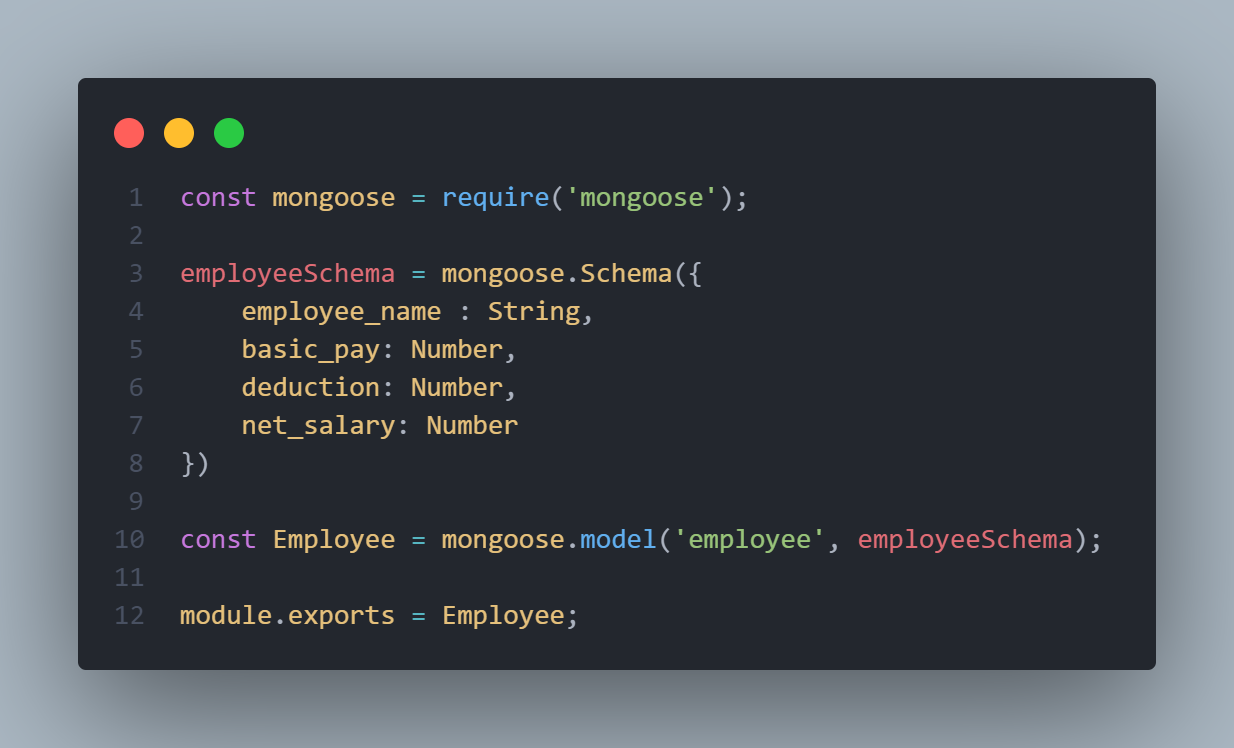 1 const mongoose = require('mongoose');
2
3 employeeSchema = mongoose.Schema({
4     employee_name : String,
5     basic_pay: Number,
6     deduction: Number,
7     net_salary: Number
8 })
9
10 const Employee = mongoose.model('employee', employeeSchema);
11
12 module.exports = Employee;